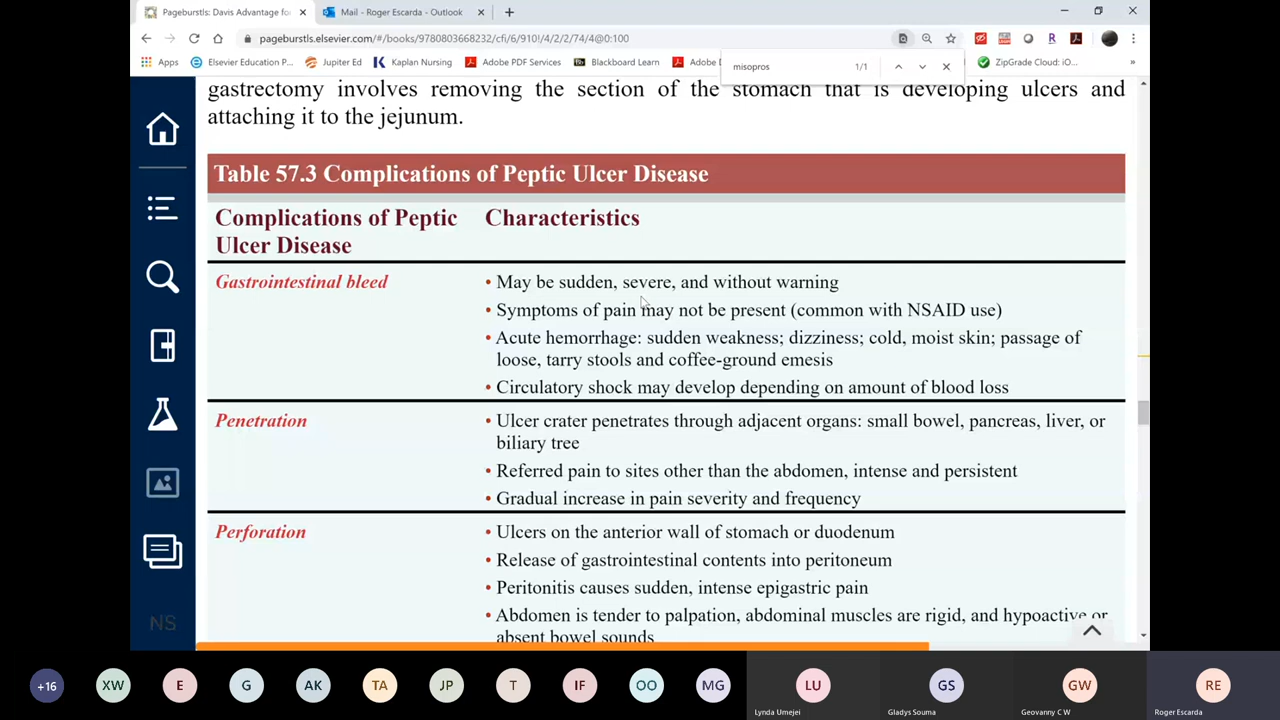 Pageburstls: Davis Advantage for
Mail - Roger Escarda - Outlook
pageburstls.elsevier.com/#/books/9780803668232/cfi/6/910!/4/2/2/74/4@0:100
Apps
Elsevier Education P...
Jupiter Ed
Kaplan Nursing
Adobe PDF Services
Blackboard Learn
Adobe D
misopros
1/1
ZipGrade Cloud: iO...
gastrectomy involves removing the section of the stomach that is developing ulcers and
attaching it to the jejunum.
Table 57.3 Complications of Peptic Ulcer Disease
Complications of Peptic
Ulcer Disease
Characteristics
Gastrointestinal bleed
• May be sudden, severe, and without warning
• Symptoms of pain may not be present (common with NSAID use)
• Acute hemorrhage: sudden weakness; dizziness; cold, moist skin; passage of
loose, tarry stools and coffee-ground emesis
• Circulatory shock may develop depending on amount of blood loss
Penetration
• Ulcer crater penetrates through adjacent organs: small bowel, pancreas, liver, or
biliary tree
• Referred pain to sites other than the abdomen, intense and persistent
• Gradual increase in pain severity and frequency
Perforation
• Ulcers on the anterior wall of stomach or duodenum
• Release of gastrointestinal contents into peritoneum
• Peritonitis causes sudden, intense epigastric pain
• Abdomen is tender to palpation, abdominal muscles are rigid, and hypoactive or
absent bowel sounds
NS
+16
XW
E
G
AK
TA
JP
T
IF
OO
MG
LU
GS
GW
RE
Lynda Umejei
Gladys Souma
Geovanny C W
Roger Escarda